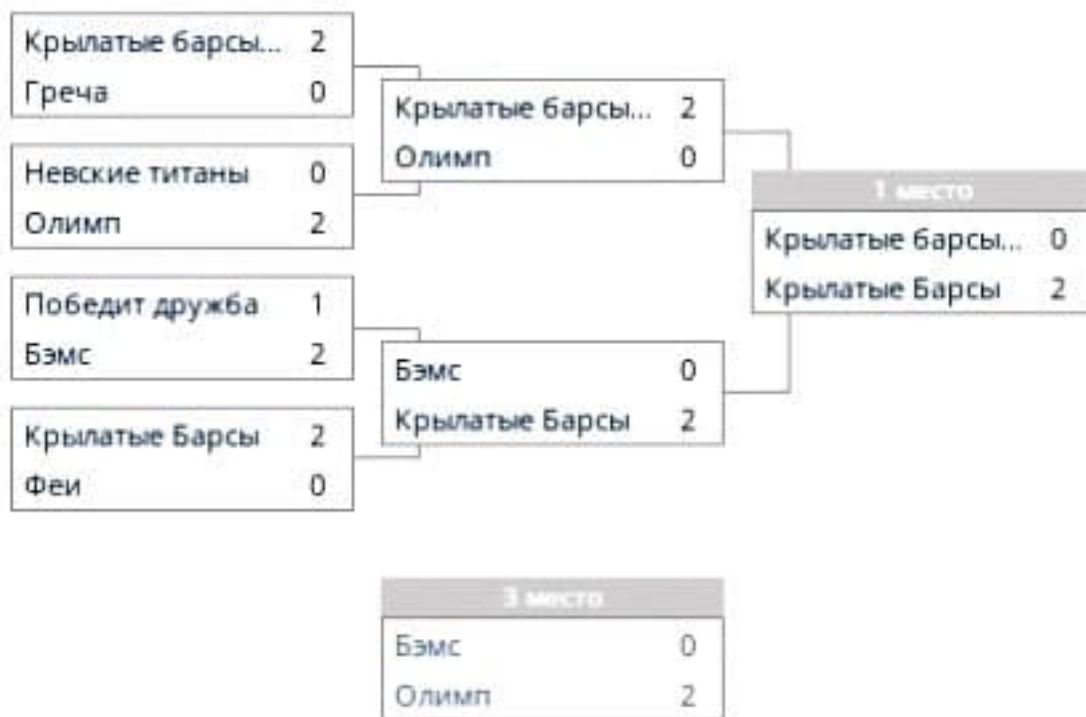 Крылатые барсы... 2
Греча 0
Невские титаны 0
Олимп 2
Победит дружба 1
Бэмс 2
Крылатые Барсы 2
Феи 0
Крылатые барсы... 2
Олимп 0
Бэмс 0
Крылатые Барсы 2
1 место
Крылатые барсы... 0
Крылатые Барсы 2
3 место
Бэмс 0
Олимп 2